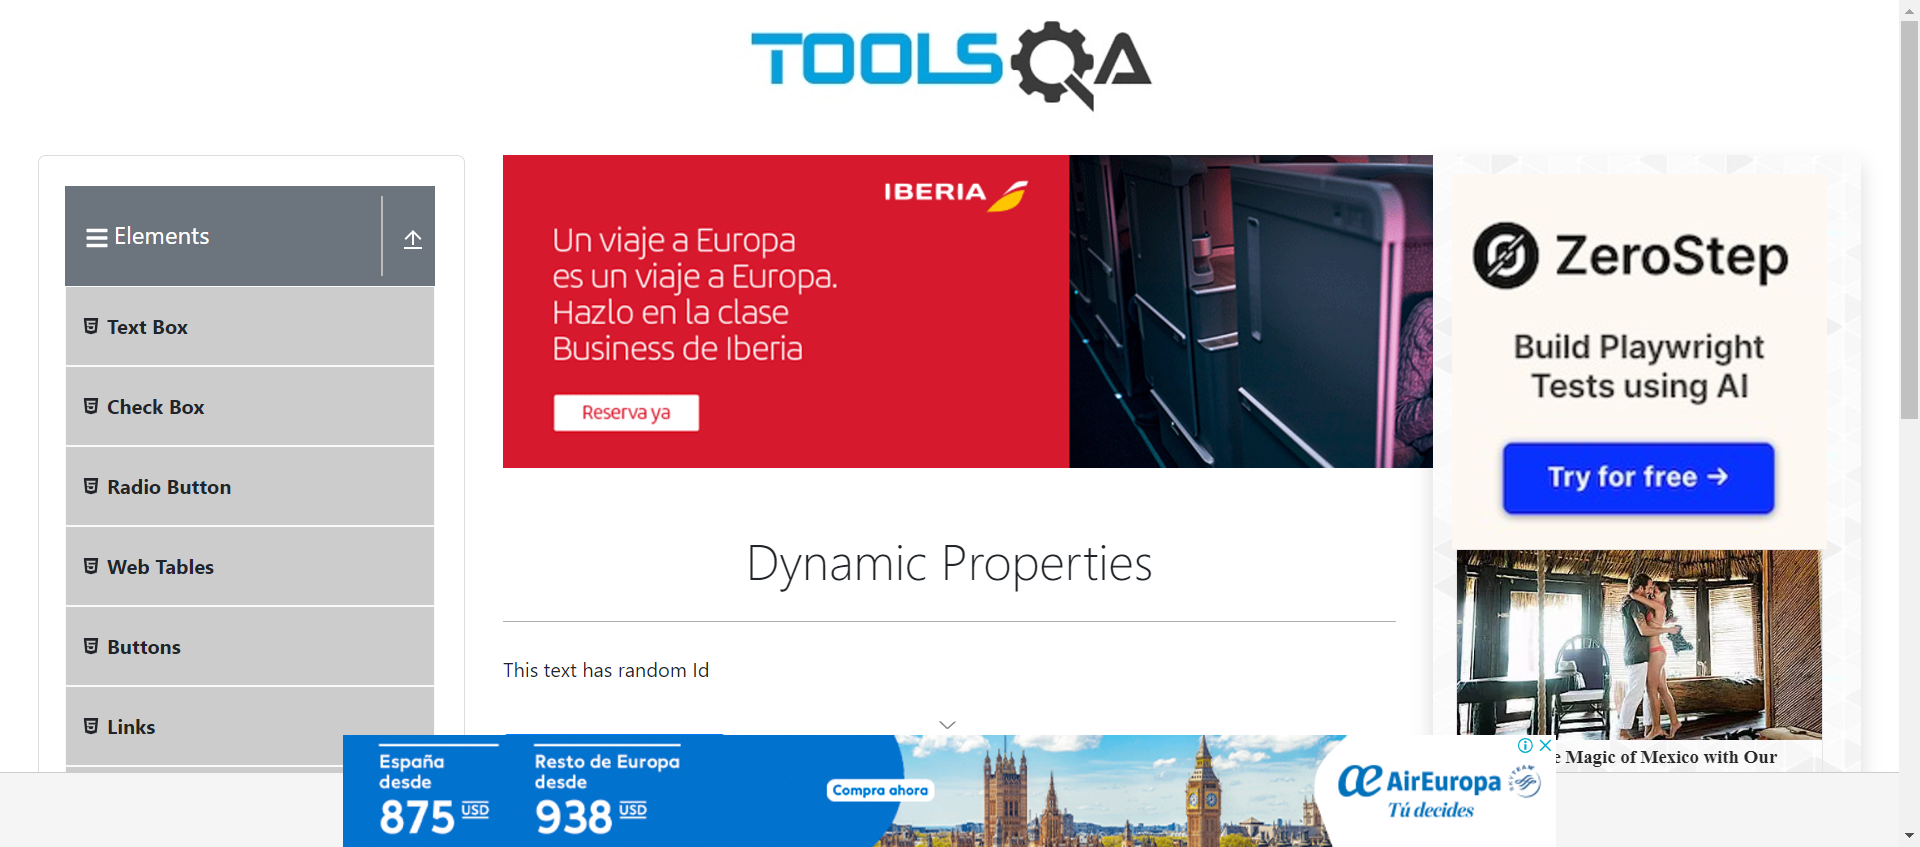 TOOLSQA
Elements
Text Box
Check Box
Radio Button
Web Tables
Buttons
Links
IBERIA
Un viaje a Europa
es un viaje a Europa.
Hazlo en la clase
Business de Iberia
Reserva ya
Dynamic Properties
This text has random Id
ZeroStep
Build Playwright
Tests using AI
Try for free →
Magic of Mexico with Our
España
desde
875 USD
Resto de Europa
desde
938 USD
Compra ahora
AirEuropa
Tú decides